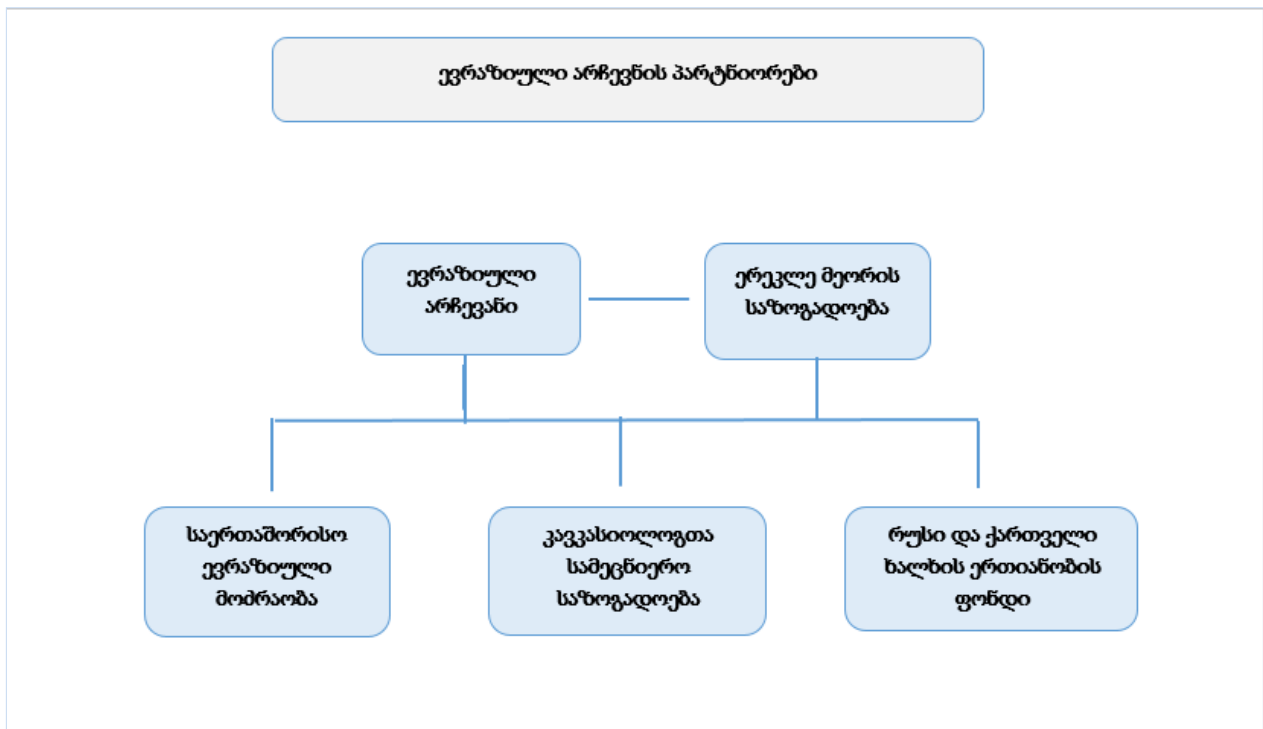 ევრაზიული არჩევნის პარტნიორები
ევრაზიული
არჩევანი
ერეკლე მეორის
საზოგადოება
საერთაშორისო
ევრაზიული
მოძრაობა
კავკასიოლოგთა
სამეცნიერო
საზოგადოება
რუსი და ქართველი
ხალხის ერთიანობის
ფონდი